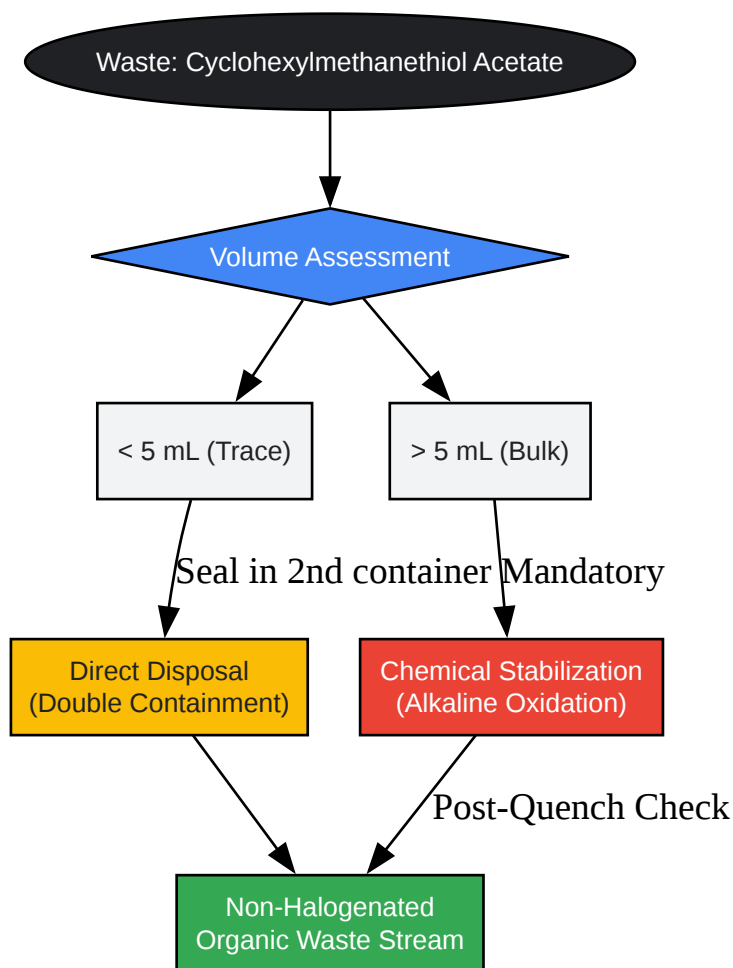 Waste: Cyclohexylmethanethiol Acetate
Volume Assessment
< 5 mL (Trace)
> 5 mL (Bulk)
Seal in 2nd container
Mandatory
Direct Disposal
(Double Containment)
Chemical Stabilization
(Alkaline Oxidation)
Post-Quench Check
Non-Halogenated
Organic Waste Stream